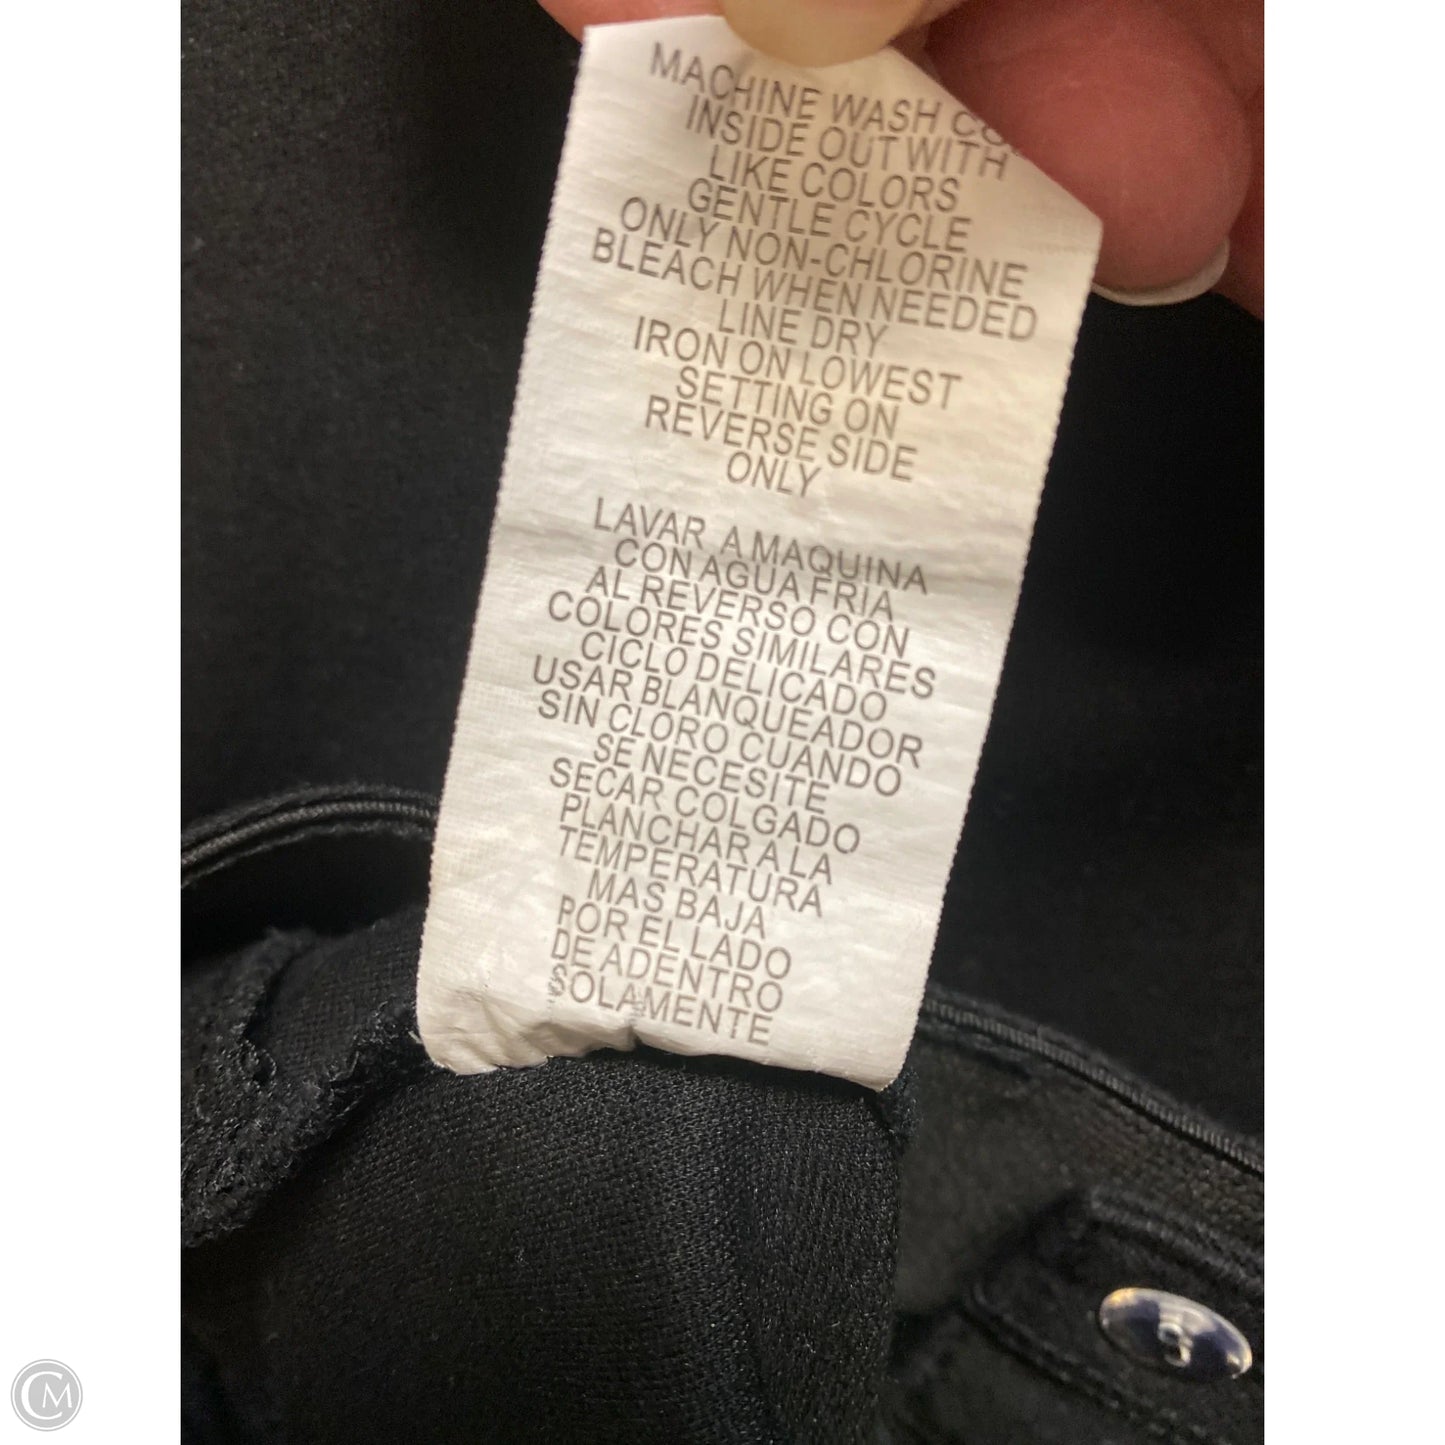 MACHINE WASH
INSIDE OUT WITH
LIKE COLORS
GENTLE CYCLE
ONLY NON-CHLORINE
BLEACH WHEN NEEDED
LINE DRY
IRON ON LOWEST
SETTING ON
REVERSE SIDE
ONLY
LAVAR A MAQUINA
CON AGUA FRIA
AL REVERSO CON
COLORES SIMILARES
CICLO DELICADO
USAR BLANQUEADOR
SIN CLORO CUANDO
SE NECESITE
SECAR COLGADO
PLANCHAR A LA
TEMPERATURA
MAS BAJA
POR EL LADO
DE ADENTRO
SOLAMENTE
CM